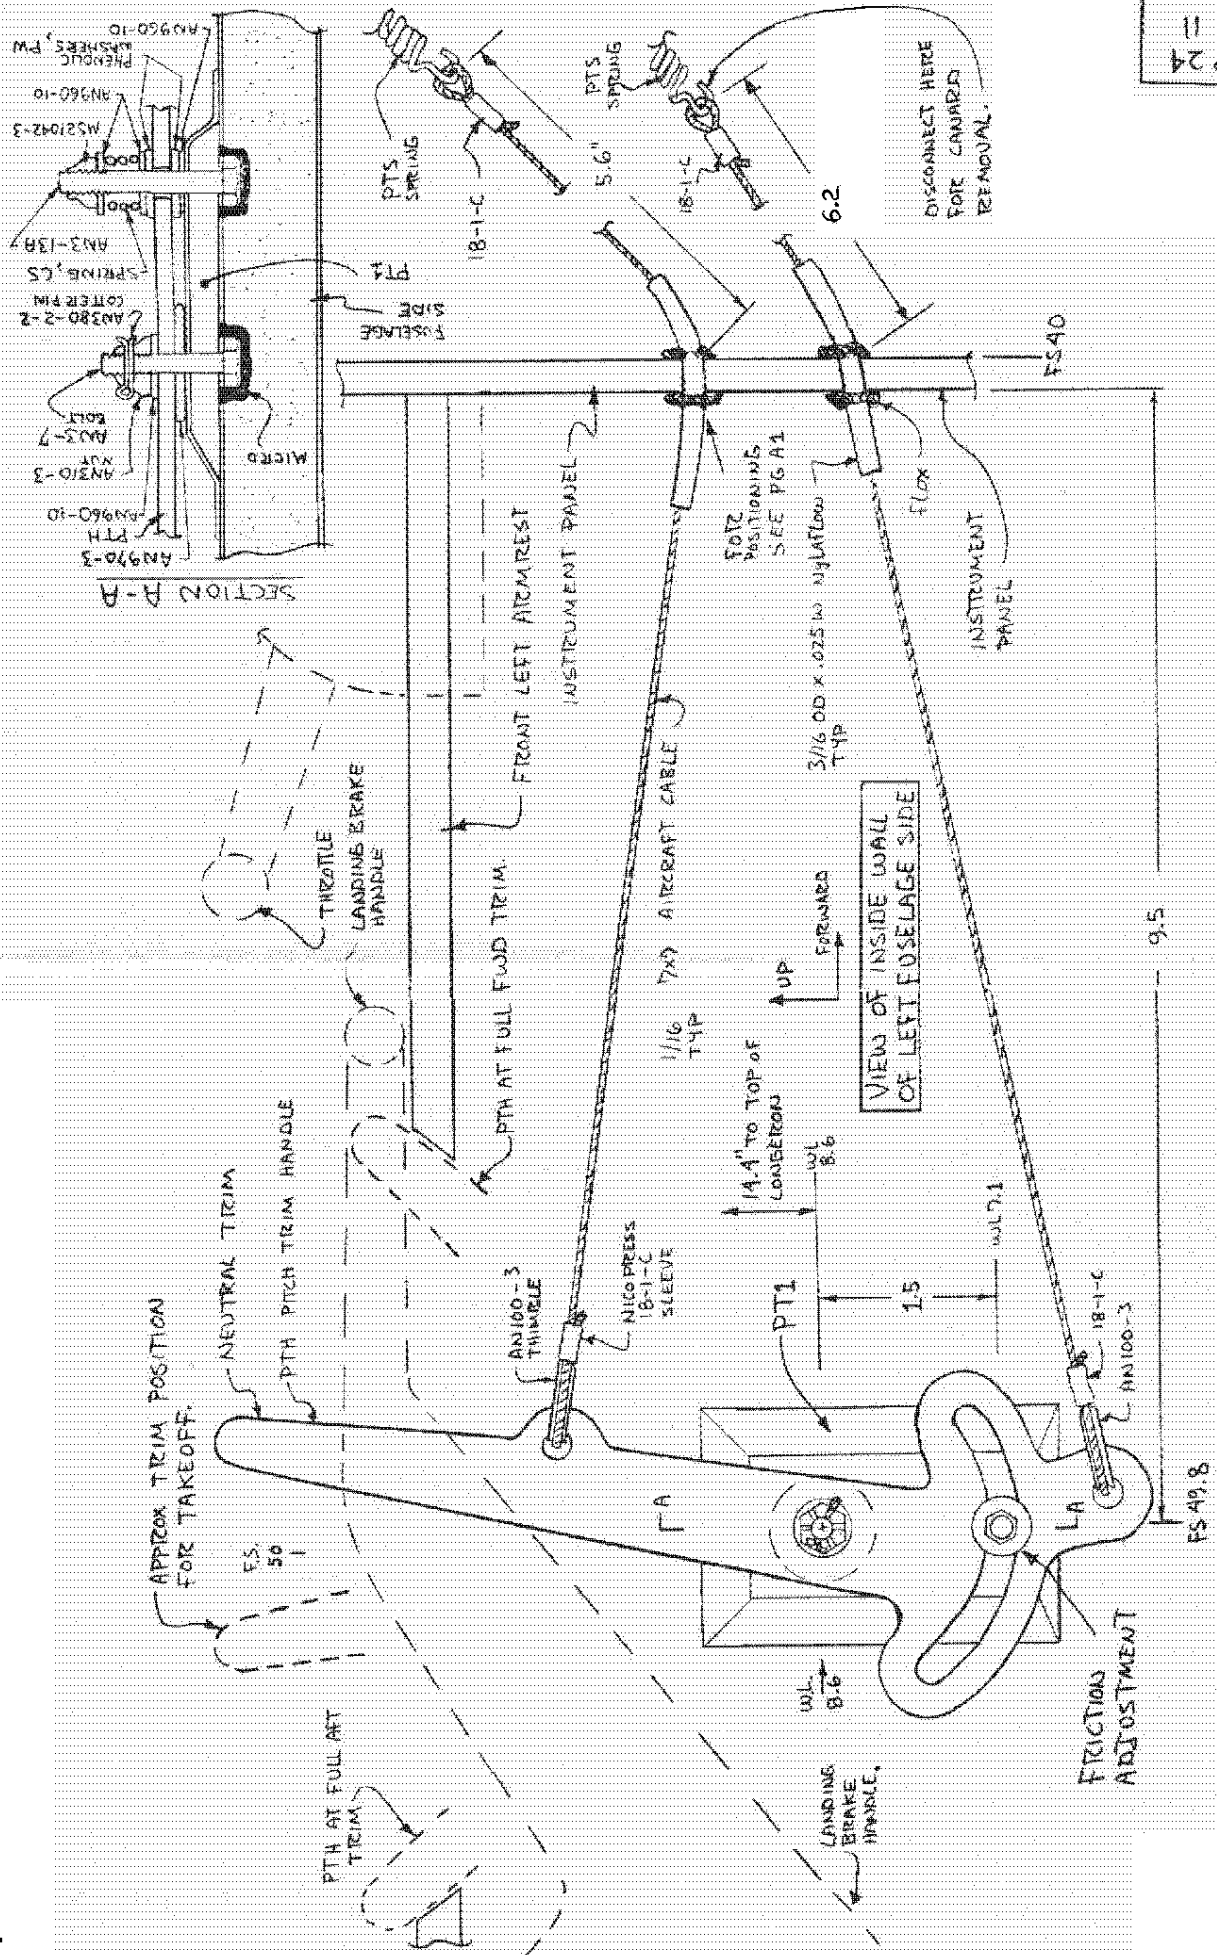 SECTION A-A
AN970-3
PTH
AN960-10
AN310-3
NUT
AN3-7
BOLT
AN380-2-2
COTTER PIN
SPRING, CS
AN3-13A
MS21042-3
AN960-10
PHENOLIC
WASHERS, PW
AN960-10
MICRO
FUSELAGE
SIDE
PT1
PTS
SPRING
18-1-C
5.6"
PTS
SPRING
18-1-C
6.2
DISCONNECT HERE
FOR CANARD
REMOVAL.
24
11
APPROX TRIM POSITION
FOR TAKEOFF.
NEUTRAL TRIM
PTH PITCH TRIM HANDLE
F.S.
50
PTH AT FULL AFT
TRIM
THROTTLE
LANDING BRAKE
HANDLE
FRONT LEFT ARMREST
INSTRUMENT PANEL
PTH AT FULL FWD TRIM.
AN100-3
THIMBLE
NICOPRESS
18-1-C
SLEEVE
1/16 7x7 AIRCRAFT CABLE
TYP
FOR
POSITIONING
SEE PG A1
3/16 OD x .025W NYLAFLOW
TYP
FLOX
INSTRUMENT
PANEL
FS40
UP
FORWARD
14.4" TO TOP OF
LONGERON
WL
8.6
PT1
1.5
WL 7.1
VIEW OF INSIDE WALL
OF LEFT FUSELAGE SIDE
A
A
WL
8.6
LANDING
BRAKE
HANDLE.
18-1-C
AN100-3
FRICTION
ADJUSTMENT
FS 49.8
9.5